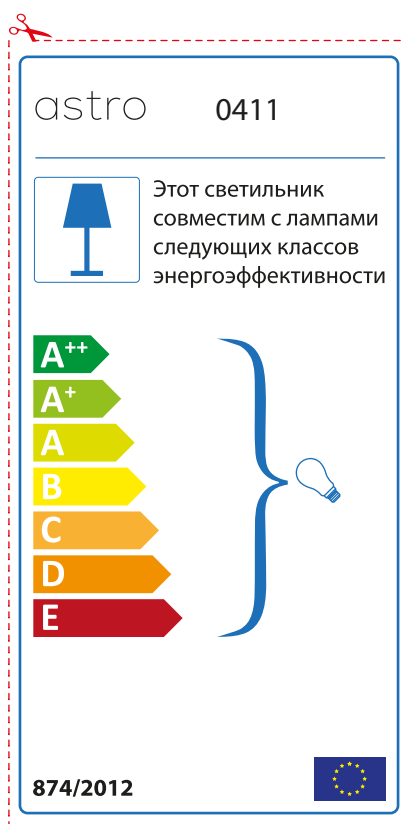 astro 0411
Этот светильник
совместим с лампами
следующих классов
энергоэффективности
A++
A+
A
B
C
D
E
874/2012